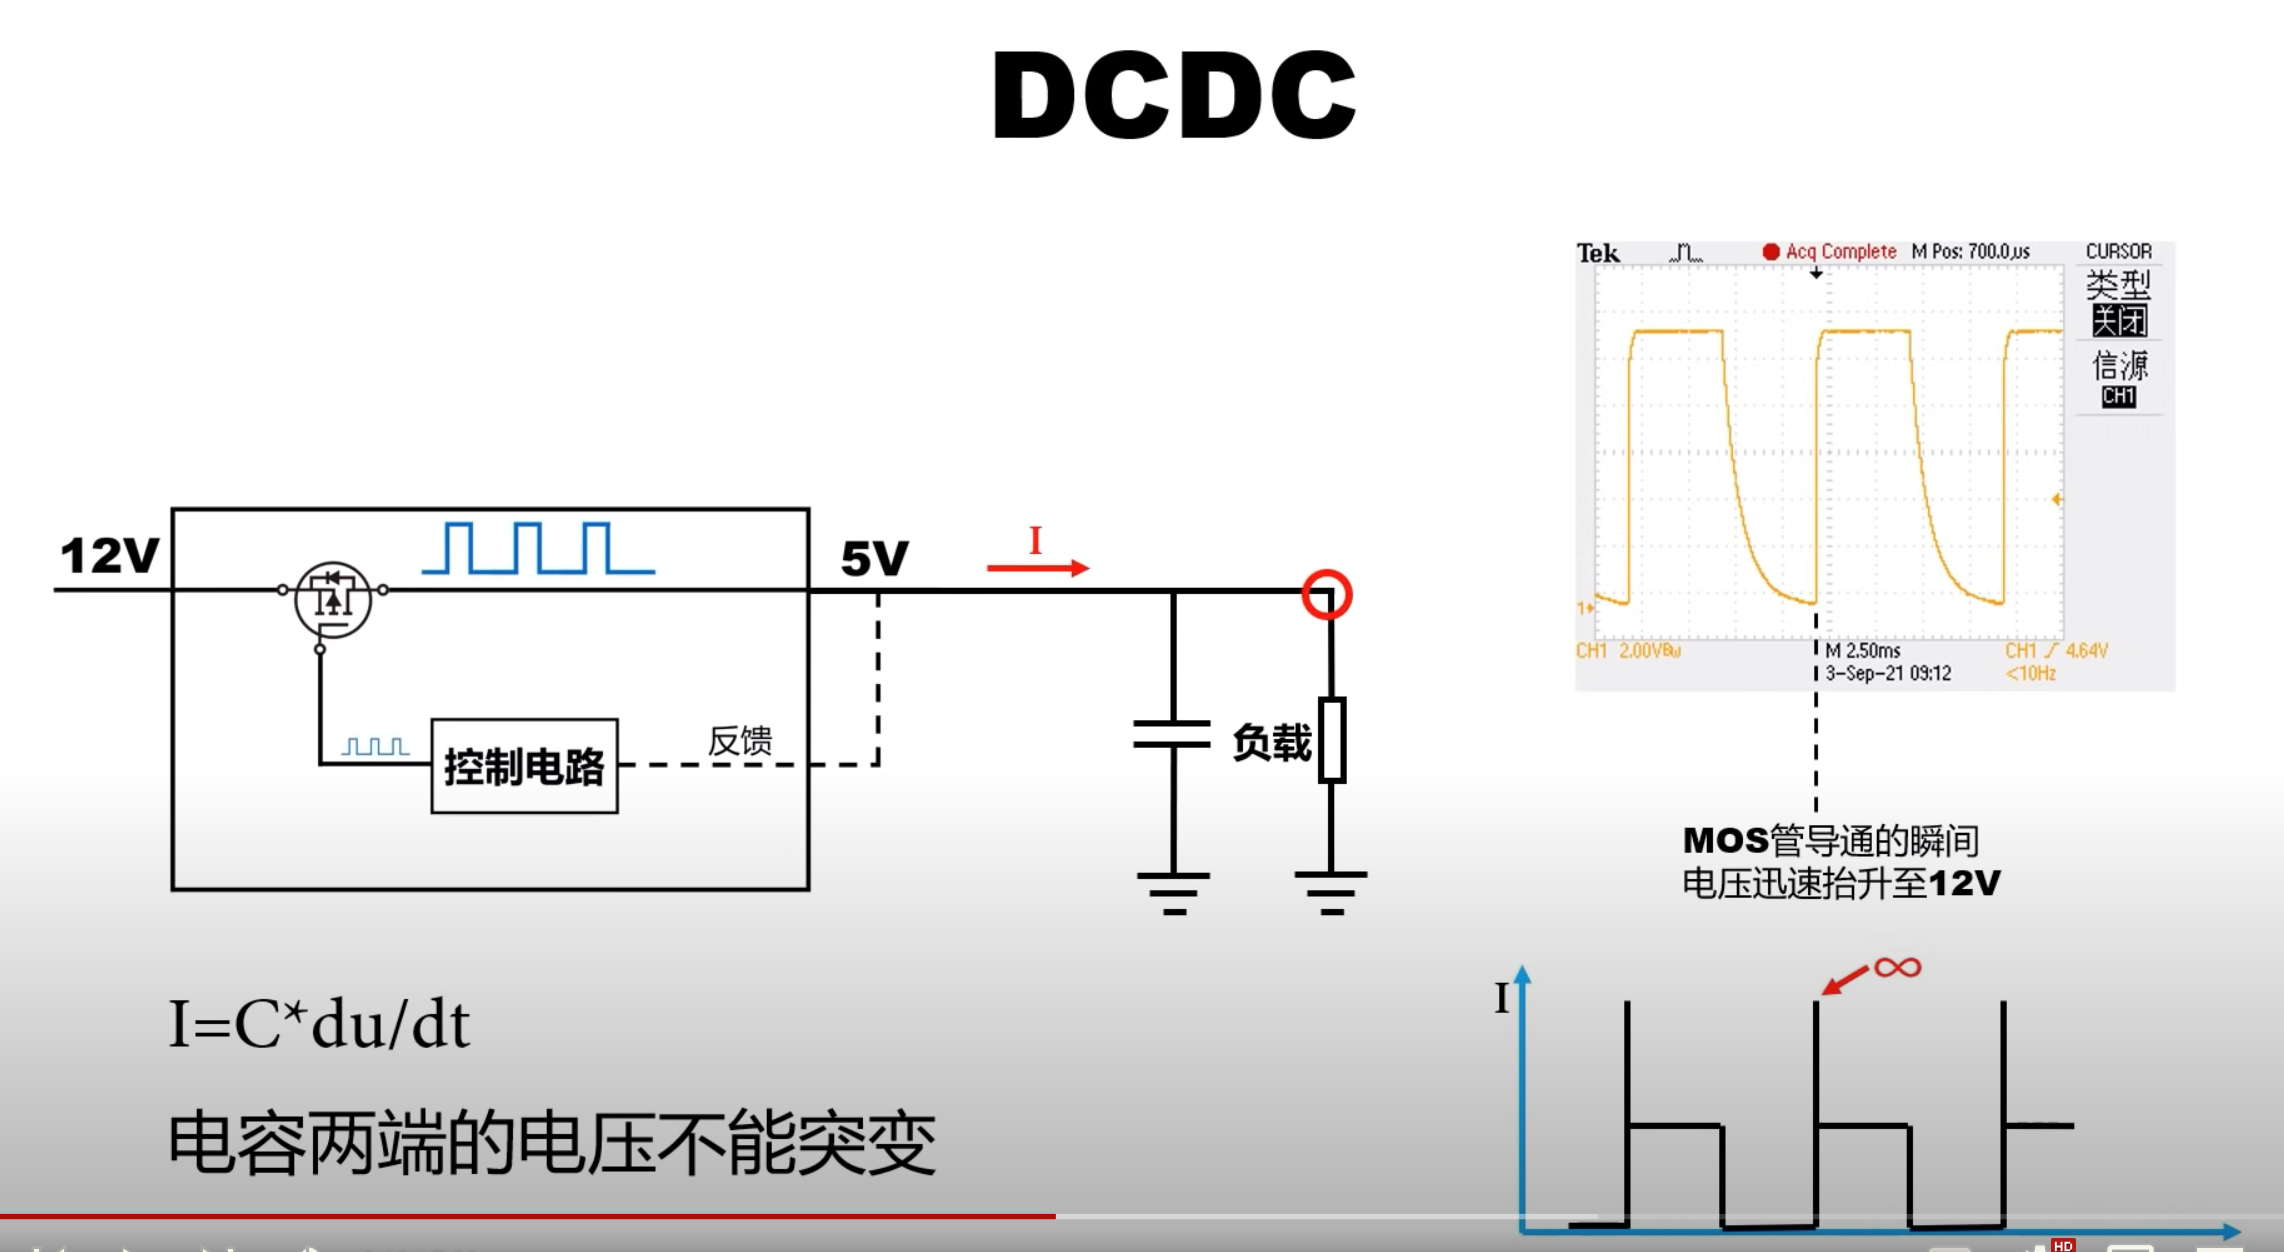 DCDC
Tek
Acq Complete
M Pos: 700.0µs
CURSOR
类型
关闭
信源
CH1
1
CH1 2.00VBw
M 2.50ms
CH1 4.64V
3-Sep-21 09:12
<10Hz
12V
5V
I
反馈
控制电路
负载
MOS管导通的瞬间
电压迅速抬升至12V
I=C*du/dt
电容两端的电压不能突变
I
∞
HD